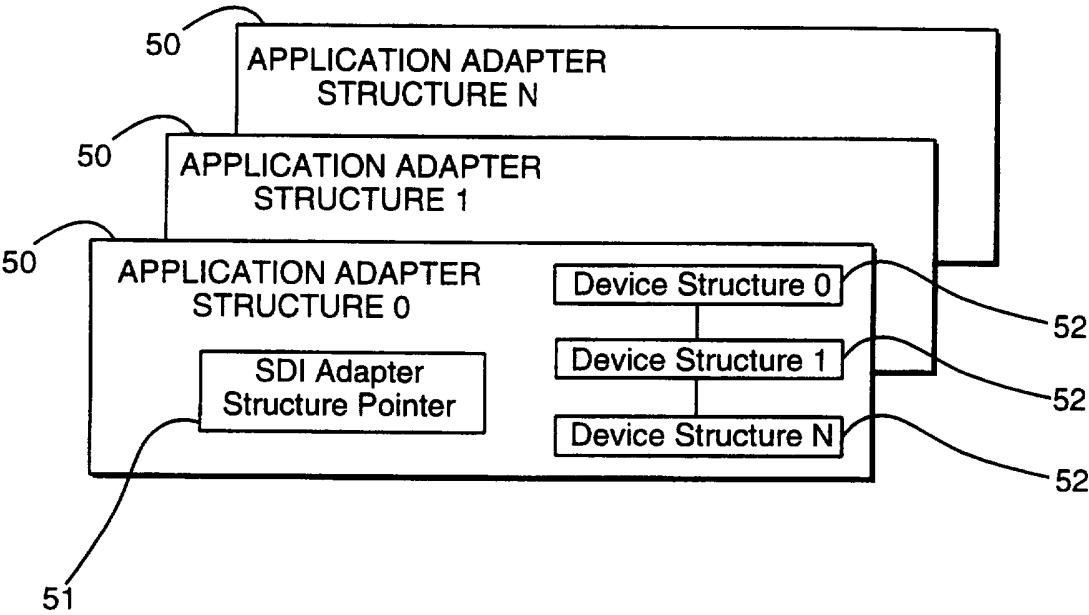 50
APPLICATION ADAPTER
STRUCTURE N
50
APPLICATION ADAPTER
STRUCTURE 1
50
APPLICATION ADAPTER
STRUCTURE 0
Device Structure 0
52
SDI Adapter
Structure Pointer
Device Structure 1
52
Device Structure N
52
51